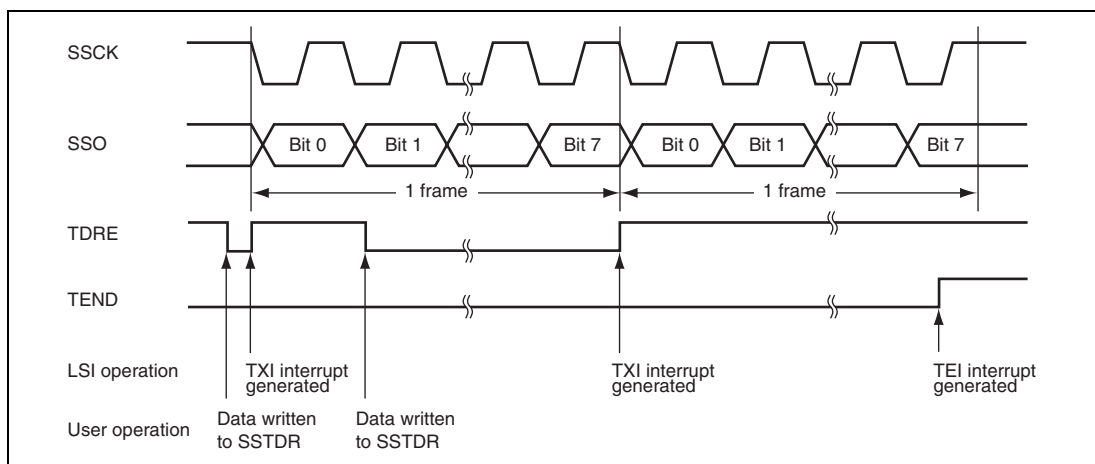 SSCK
SSO
Bit 0
Bit 1
Bit 7
Bit 0
Bit 1
Bit 7
1 frame
1 frame
TDRE
TEND
LSI operation
TXI interrupt
generated
TXI interrupt
generated
TEI interrupt
generated
User operation
Data written
to SSTDR
Data written
to SSTDR